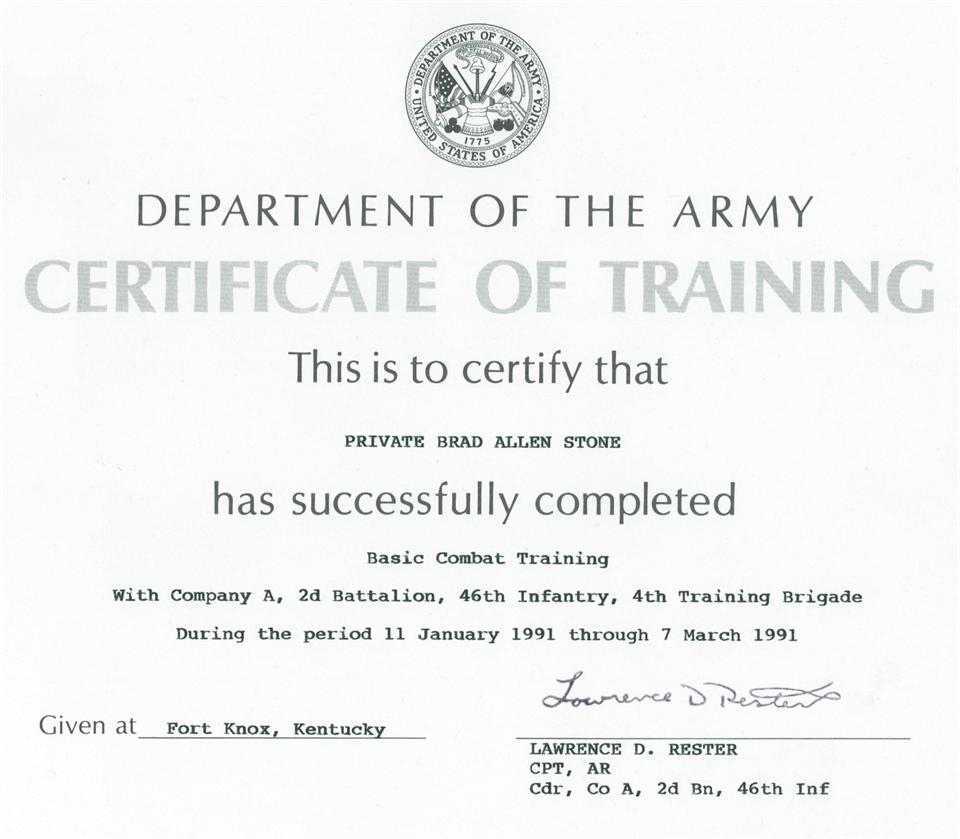 DEPARTMENT OF THE ARMY
UNITED STATES OF AMERICA
1775
DEPARTMENT OF THE ARMY
CERTIFICATE OF TRAINING
This is to certify that
PRIVATE BRAD ALLEN STONE
has successfully completed
Basic Combat Training
With Company A, 2d Battalion, 46th Infantry, 4th Training Brigade
During the period 11 January 1991 through 7 March 1991
Lawrence D Rester
Given at Fort Knox, Kentucky
LAWRENCE D. RESTER
CPT, AR
Cdr, Co A, 2d Bn, 46th Inf